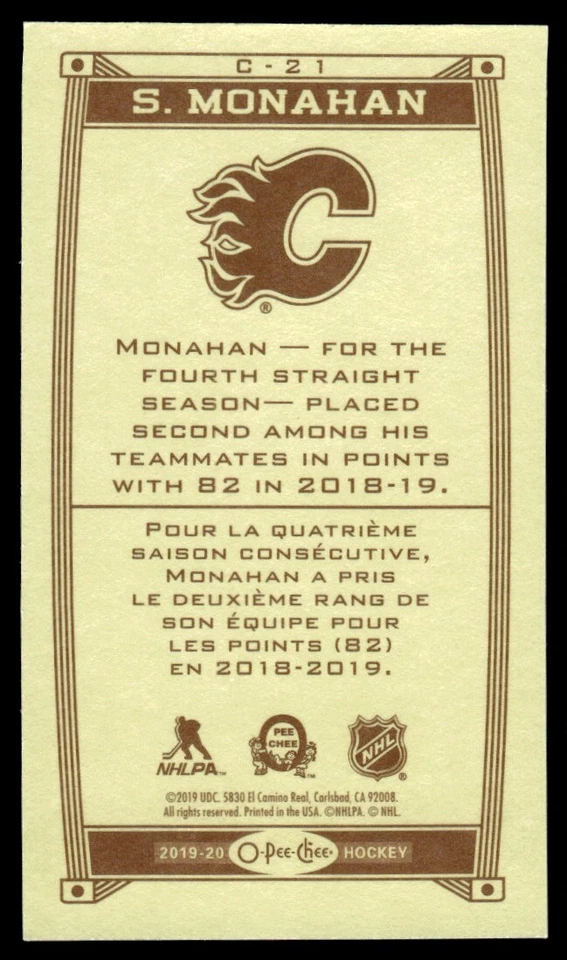 C - 21
S. MONAHAN
®
MONAHAN — FOR THE
FOURTH STRAIGHT
SEASON— PLACED
SECOND AMONG HIS
TEAMMATES IN POINTS
WITH 82 IN 2018-19.
POUR LA QUATRIÈME
SAISON CONSÉCUTIVE,
MONAHAN A PRIS
LE DEUXIÈME RANG DE
SON ÉQUIPE POUR
LES POINTS (82)
EN 2018-2019.
NHLPA™
O PEE CHEE™
NHL®
©2019 UDC. 5830 El Camino Real, Carlsbad, CA 92008.
All rights reserved. Printed in the USA. ©NHLPA. © NHL.
2019-20 O-Pee-Chee® HOCKEY